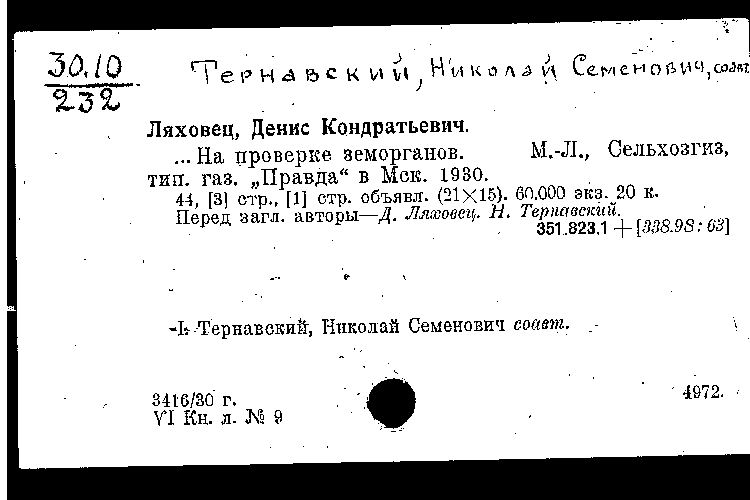 30.10
232
Тернавский, Николай Семенович, соавт
Ляховец, Денис Кондратьевич.
... На проверке земорганов. М.-Л., Сельхозгиз,
тип. газ. „Правда“ в Мск. 1930.
44, [3] стр., [1] стр. объявл. (21×15). 60.000 экз. 20 к.
Перед загл. авторы—Д. Ляховец. Н. Тернавский.
351.823.1 + [338.98 : 63]
-I- Тернавский, Николай Семенович соавт.
3416/30 г. 4972.
VI Кн. л. № 9